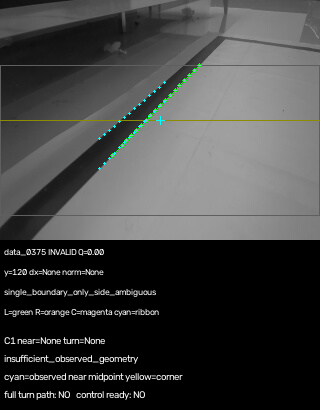 data_0375 INVALID Q=0.00
y=120 dx=None norm=None
single_boundary_only_side_ambiguous
L=green R=orange C=magenta cyan=ribbon
C1 near=None turn=None
insufficient_observed_geometry
cyan=observed near midpoint yellow=corner
full turn path: NO control ready: NO